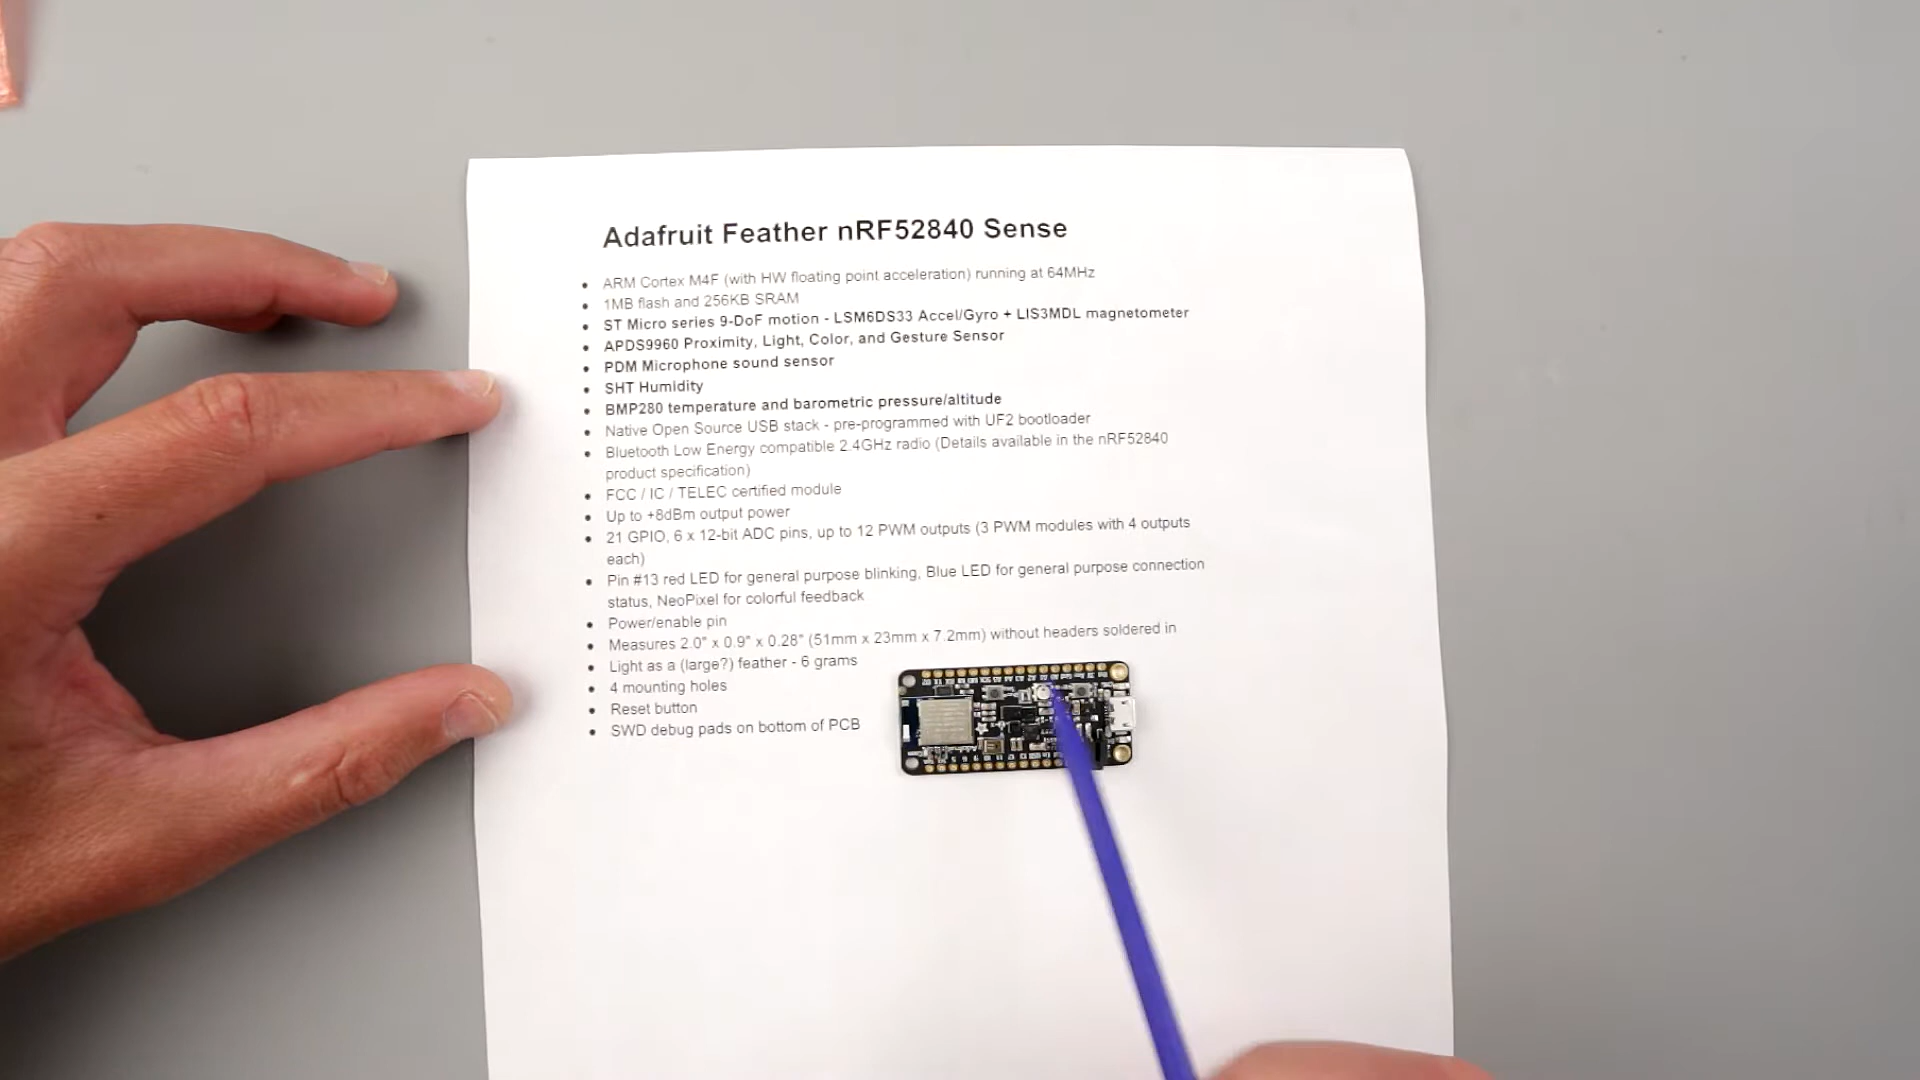 Adafruit Feather nRF52840 Sense
ARM Cortex M4F (with HW floating point acceleration) running at 64MHz
1MB flash and 256KB SRAM
ST Micro series 9-DoF motion - LSM6DS33 Accel/Gyro + LIS3MDL magnetometer
APDS9960 Proximity, Light, Color, and Gesture Sensor
PDM Microphone sound sensor
SHT Humidity
BMP280 temperature and barometric pressure/altitude
Native Open Source USB stack - pre-programmed with UF2 bootloader
Bluetooth Low Energy compatible 2.4GHz radio (Details available in the nRF52840
product specification)
FCC / IC / TELEC certified module
Up to +8dBm output power
21 GPIO, 6 x 12-bit ADC pins, up to 12 PWM outputs (3 PWM modules with 4 outputs
each)
Pin #13 red LED for general purpose blinking, Blue LED for general purpose connection
status, NeoPixel for colorful feedback
Power/enable pin
Measures 2.0" x 0.9" x 0.28" (51mm x 23mm x 7.2mm) without headers soldered in
Light as a (large?) feather - 6 grams
4 mounting holes
Reset button
SWD debug pads on bottom of PCB